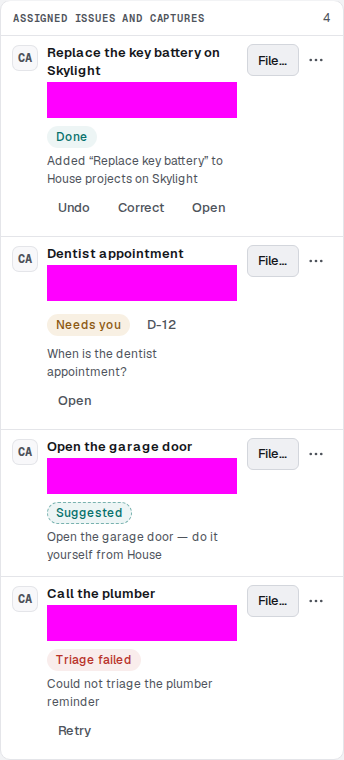 ASSIGNED ISSUES AND CAPTURES 4
CA Replace the key battery on File… ···
Skylight
Done
Added “Replace key battery” to
House projects on Skylight
Undo Correct Open
CA Dentist appointment File… ···
Needs you D-12
When is the dentist
appointment?
Open
CA Open the garage door File… ···
Suggested
Open the garage door — do it
yourself from House
CA Call the plumber File… ···
Triage failed
Could not triage the plumber
reminder
Retry